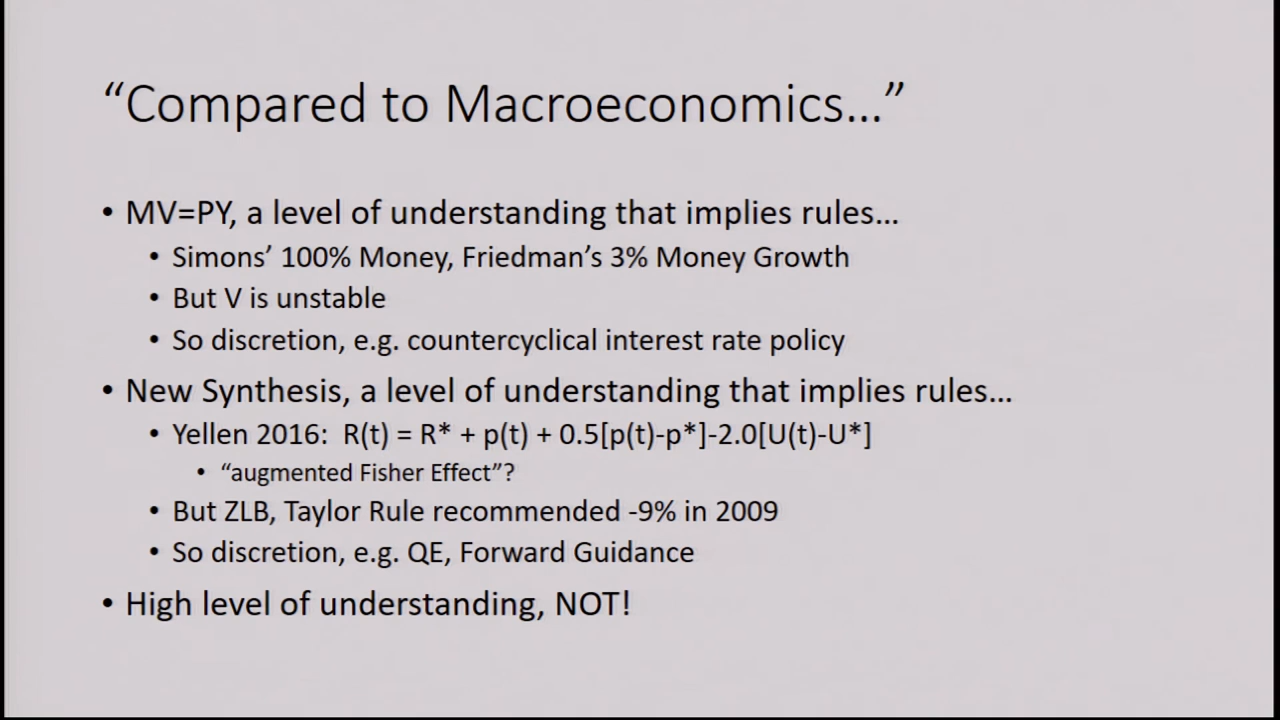 “Compared to Macroeconomics…”
• MV=PY, a level of understanding that implies rules…
• Simons’ 100% Money, Friedman’s 3% Money Growth
• But V is unstable
• So discretion, e.g. countercyclical interest rate policy
• New Synthesis, a level of understanding that implies rules…
• Yellen 2016:  R(t) = R* + p(t) + 0.5[p(t)-p*]-2.0[U(t)-U*]
• “augmented Fisher Effect”?
• But ZLB, Taylor Rule recommended -9% in 2009
• So discretion, e.g. QE, Forward Guidance
• High level of understanding, NOT!